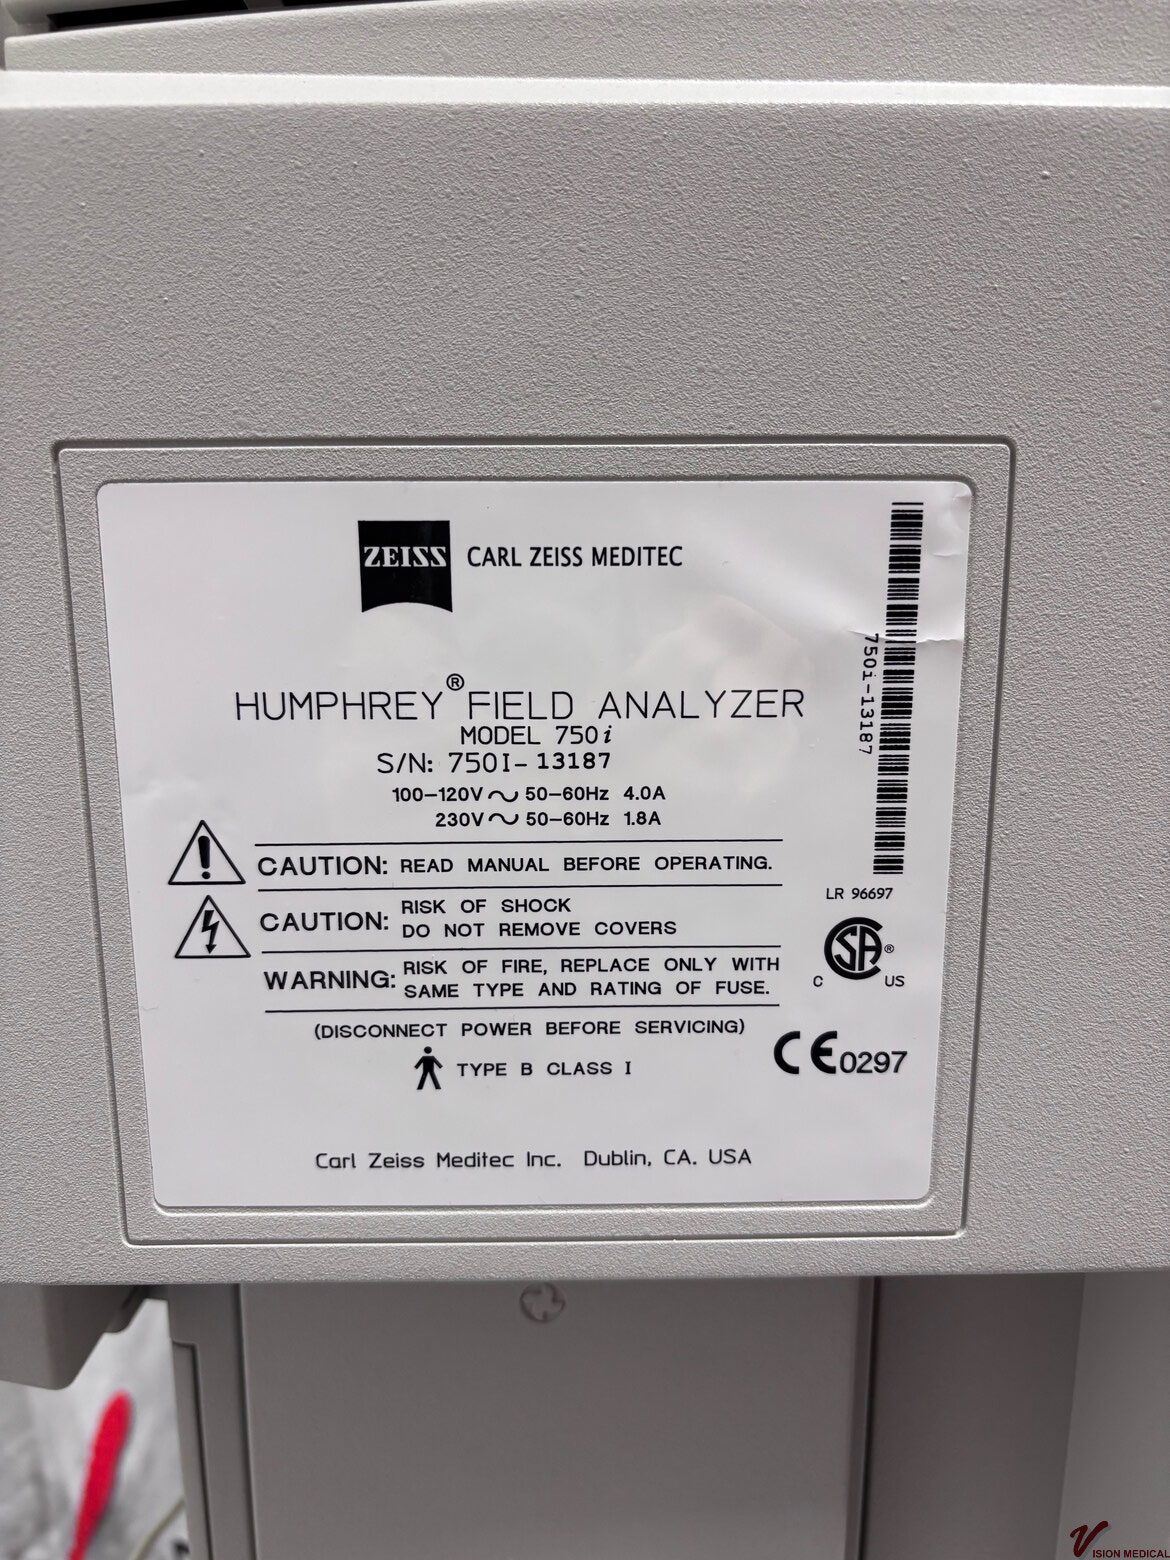 ZEISS CARL ZEISS MEDITEC
HUMPHREY® FIELD ANALYZER
MODEL 750i
S/N: 750I-13187
100-120V ～ 50-60Hz 4.0A
230V ～ 50-60Hz 1.8A
CAUTION: READ MANUAL BEFORE OPERATING.
CAUTION: RISK OF SHOCK
DO NOT REMOVE COVERS
WARNING: RISK OF FIRE, REPLACE ONLY WITH
SAME TYPE AND RATING OF FUSE.
(DISCONNECT POWER BEFORE SERVICING)
TYPE B CLASS I
Carl Zeiss Meditec Inc. Dublin, CA. USA
750i-13187
LR 96697
C SA® US
CE0297
VISION MEDICAL